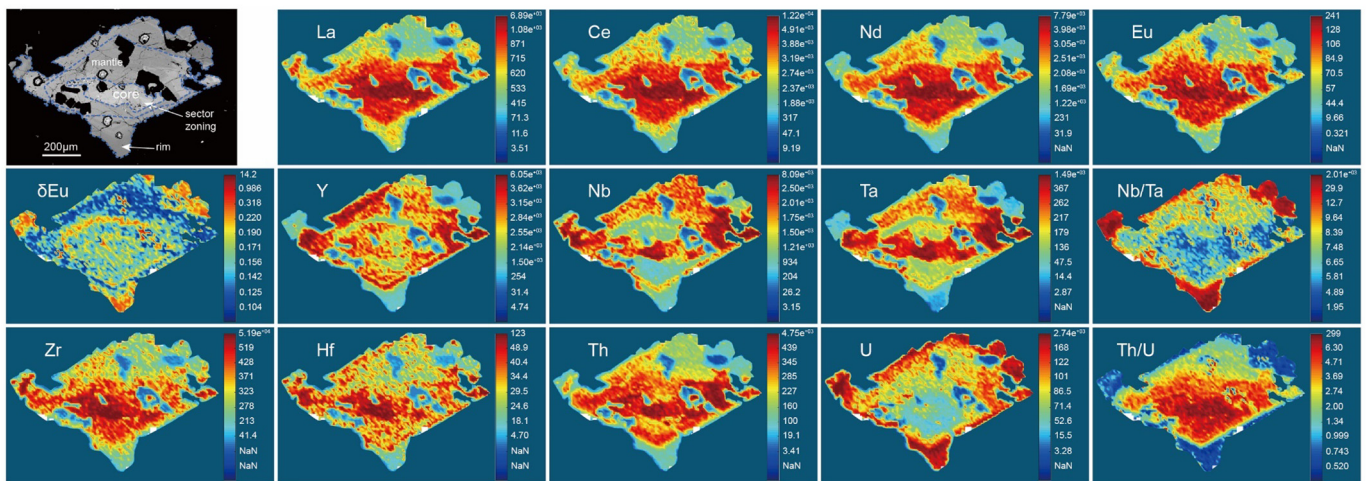 mantle
core
sector
zoning
rim
200μm
La
6.89e+03
1.08e+03
871
715
620
533
415
71.3
11.6
3.51
Ce
1.22e+04
4.91e+03
3.81e+03
3.19e+03
2.74e+03
2.37e+03
1.88e+03
317
47.1
9.19
Nd
7.79e+03
3.98e+03
3.05e+03
2.51e+03
2.08e+03
1.69e+03
1.22e+03
231
31.9
NaN
Eu
241
128
106
84.9
70.5
57
44.4
9.66
0.321
NaN
δEu
14.2
0.986
0.318
0.220
0.190
0.171
0.156
0.142
0.125
0.104
Y
6.05e+03
3.62e+03
3.15e+03
2.84e+03
2.55e+03
2.14e+03
1.50e+03
254
31.4
4.74
Nb
8.09e+03
2.50e+03
2.01e+03
1.75e+03
1.50e+03
1.21e+03
934
204
26.2
3.15
Ta
1.49e+03
367
262
217
179
136
47.5
14.4
2.87
NaN
Nb/Ta
2.01e+03
29.9
12.7
9.64
8.39
7.48
6.65
5.81
4.89
1.95
Zr
5.19e+04
519
428
371
323
278
213
41.4
NaN
NaN
Hf
123
48.9
40.4
34.6
29.5
24.6
18.1
4.70
NaN
NaN
Th
4.75e+03
439
345
285
227
160
100
19.1
3.41
NaN
U
2.74e+03
168
122
101
86.5
71.4
52.6
15.5
3.28
NaN
Th/U
299
6.30
4.71
3.74
2.74
2.00
1.34
0.999
0.743
0.520